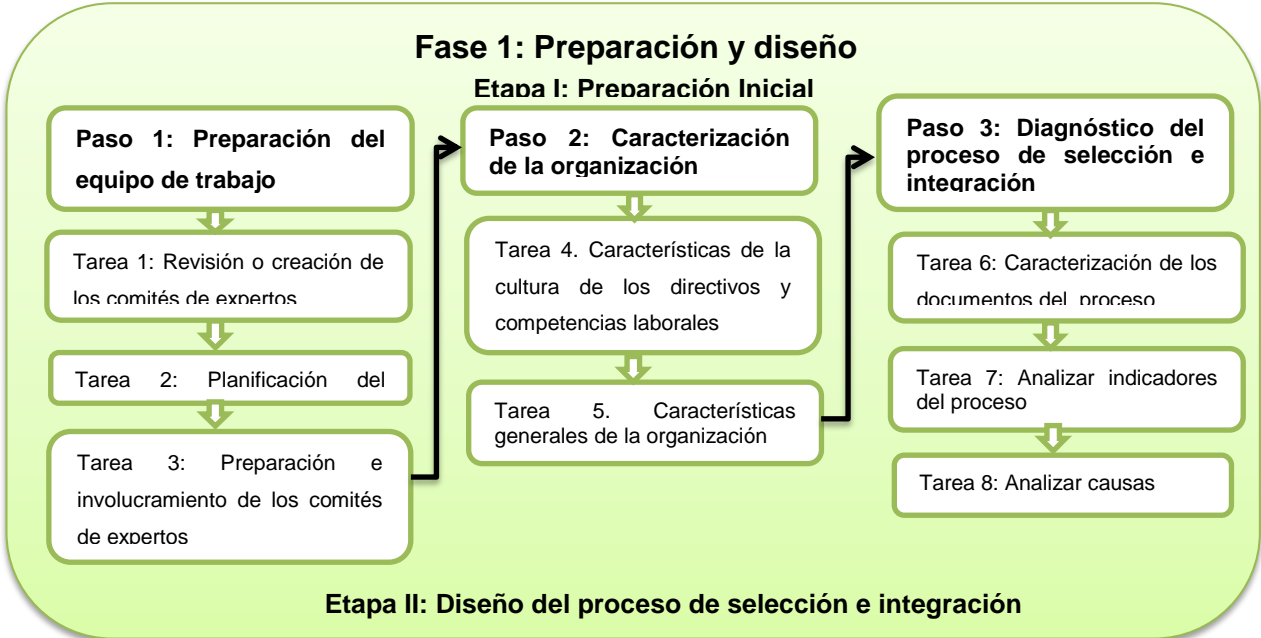 Fase 1: Preparación y diseño
Etapa I: Preparación Inicial
Paso 1: Preparación del
equipo de trabajo
Tarea 1: Revisión o creación de
los comités de expertos
Tarea 2: Planificación del
Tarea 3: Preparación e
involucramiento de los comités
de expertos
Paso 2: Caracterización
de la organización
Tarea 4. Características de la
cultura de los directivos y
competencias laborales
Tarea 5. Características
generales de la organización
Paso 3: Diagnóstico del
proceso de selección e
integración
Tarea 6: Caracterización de los
documentos del proceso
Tarea 7: Analizar indicadores
del proceso
Tarea 8: Analizar causas
Etapa II: Diseño del proceso de selección e integración